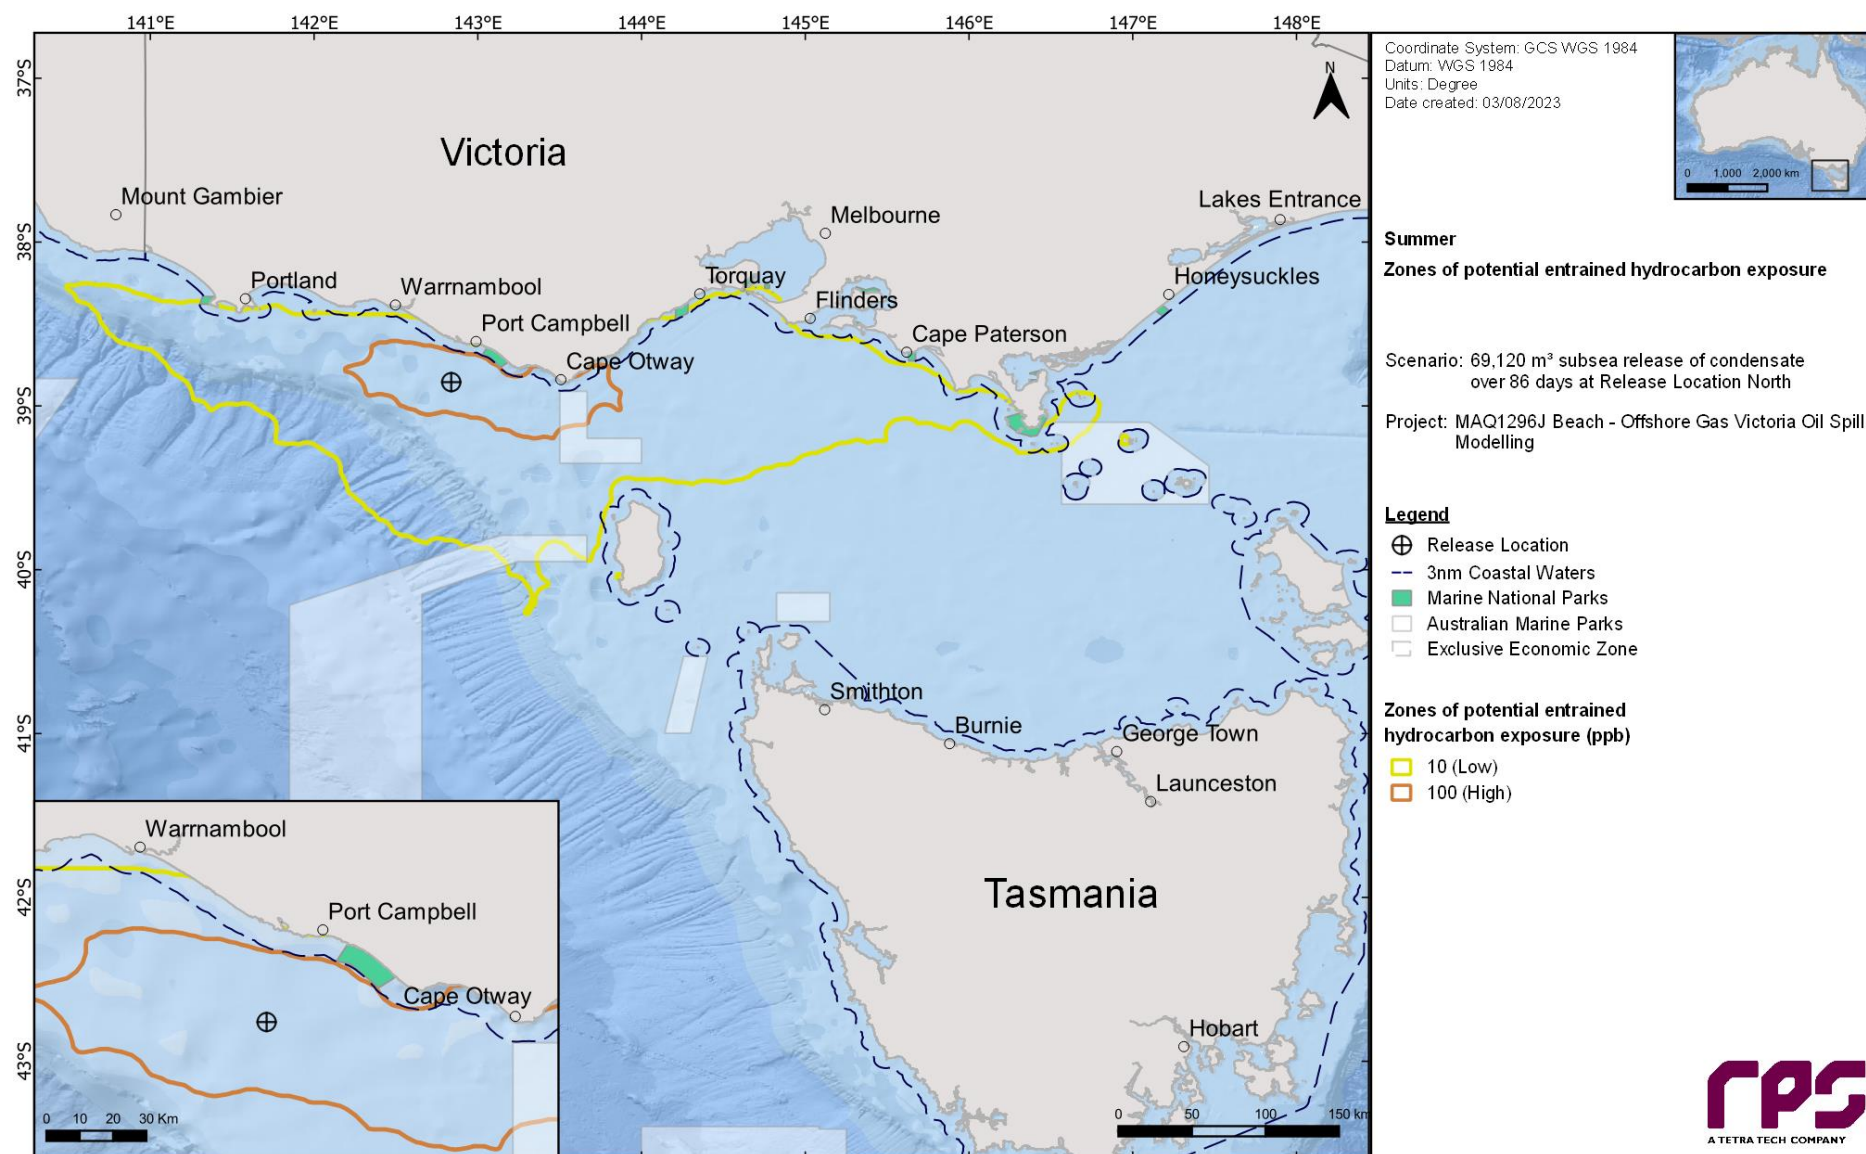 141°E 142°E 143°E 144°E 145°E 146°E 147°E 148°E
37°S
38°S
39°S
40°S
41°S
42°S
43°S
N
Victoria
Mount Gambier
Portland
Warrnambool
Port Campbell
Cape Otway
Torquay
Melbourne
Flinders
Cape Paterson
Lakes Entrance
Honeysuckles
Smithton
Burnie
George Town
Launceston
Tasmania
Hobart
0 50 100 150 km
Warrnambool
Port Campbell
Cape Otway
0 10 20 30 Km
Coordinate System: GCS WGS 1984
Datum: WGS 1984
Units: Degree
Date created: 03/08/2023
0 1,000 2,000 km
Summer
Zones of potential entrained hydrocarbon exposure
Scenario: 69,120 m³ subsea release of condensate
over 86 days at Release Location North
Project: MAQ1296J Beach - Offshore Gas Victoria Oil Spill
Modelling
Legend
Release Location
3nm Coastal Waters
Marine National Parks
Australian Marine Parks
Exclusive Economic Zone
Zones of potential entrained
hydrocarbon exposure (ppb)
10 (Low)
100 (High)
rps
A TETRA TECH COMPANY